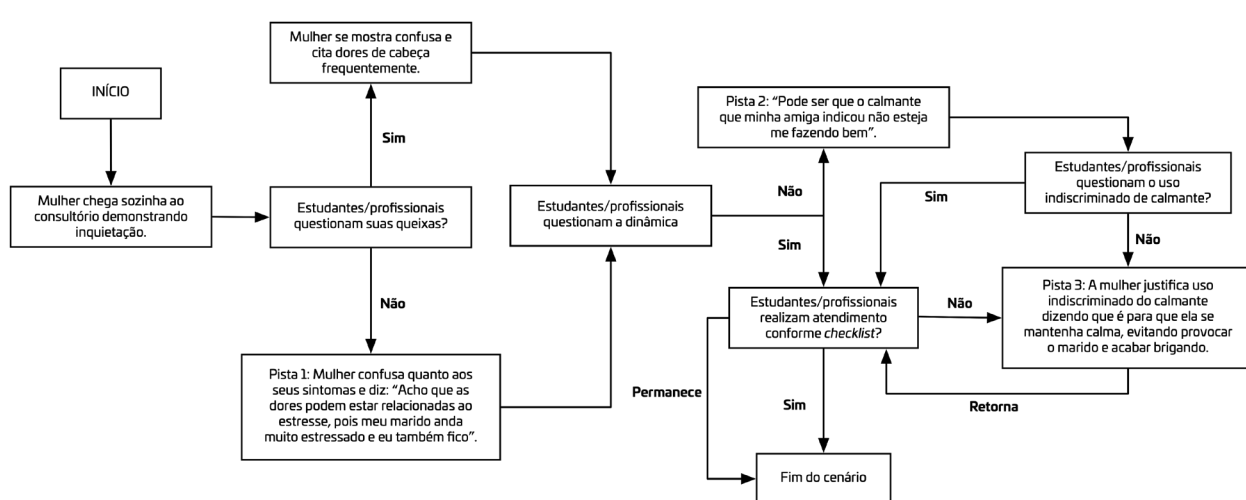 INÍCIO
Mulher chega sozinha ao
consultório demonstrando
inquietação.
Mulher se mostra confusa e
cita dores de cabeça
frequentemente.
Sim
Estudantes/profissionais
questionam suas queixas?
Não
Pista 1: Mulher confusa quanto aos
seus sintomas e diz: “Acho que as
dores podem estar relacionadas ao
estresse, pois meu marido anda
muito estressado e eu também fico”.
Estudantes/profissionais
questionam a dinâmica
Pista 2: “Pode ser que o calmante
que minha amiga indicou não esteja
me fazendo bem”.
Não
Sim
Estudantes/profissionais
questionam o uso
indiscriminado de calmante?
Sim
Não
Estudantes/profissionais
realizam atendimento
conforme checklist?
Não
Pista 3: A mulher justifica uso
indiscriminado do calmante
dizendo que é para que ela se
mantenha calma, evitando provocar
o marido e acabar brigando.
Retorna
Permanece
Sim
Fim do cenário